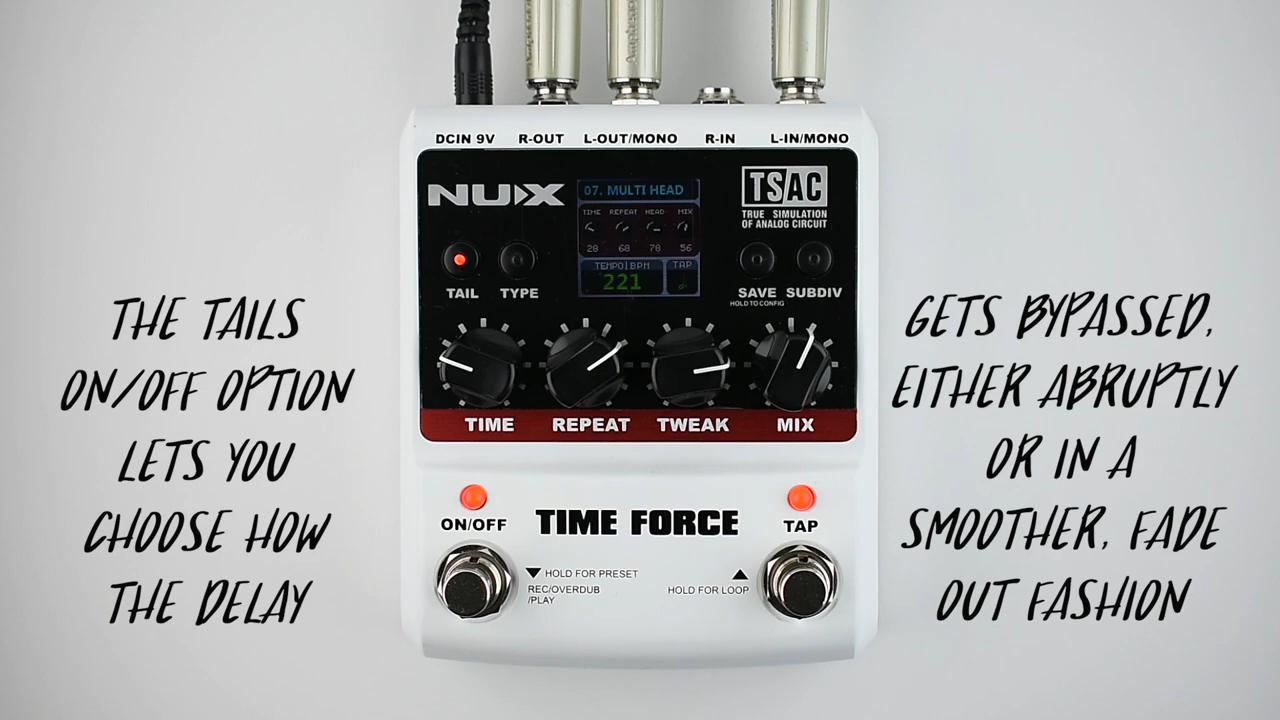 Amphenol
DCIN 9V R-OUT L-OUT/MONO R-IN L-IN/MONO
NUX
07. MULTI HEAD
TIME REPEAT HEAD MIX
28 68 78 56
TEMPO|BPM TAP
221
TSAC
TRUE SIMULATION
OF ANALOG CIRCUIT
TAIL TYPE
SAVE SUBDIV
HOLD TO CONFIG
TIME REPEAT TWEAK MIX
ON/OFF TIME FORCE TAP
HOLD FOR PRESET
REC/OVERDUB
/PLAY
HOLD FOR LOOP
THE TAILS
ON/OFF OPTION
LETS YOU
CHOOSE HOW
THE DELAY
GETS BYPASSED,
EITHER ABRUPTLY
OR IN A
SMOOTHER, FADE
OUT FASHION